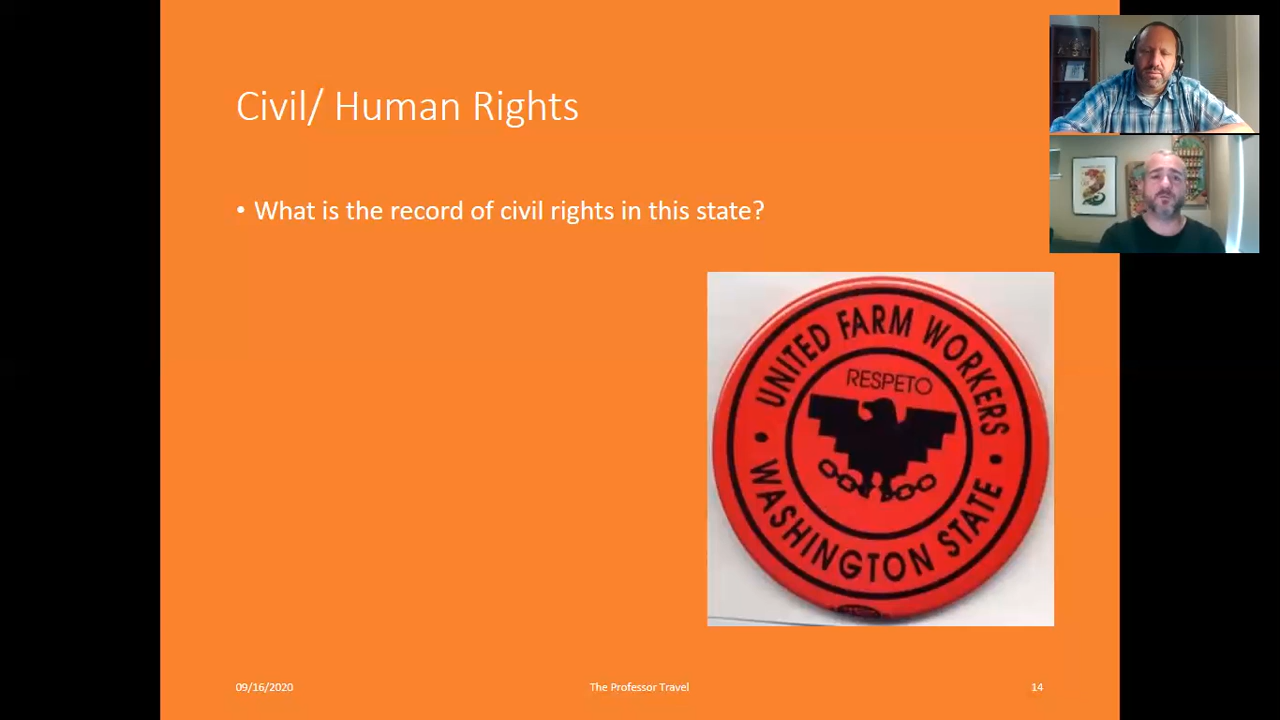 Civil/ Human Rights
• What is the record of civil rights in this state?
UNITED FARM WORKERS
RESPETO
• WASHINGTON STATE •
09/16/2020
The Professor Travel
14